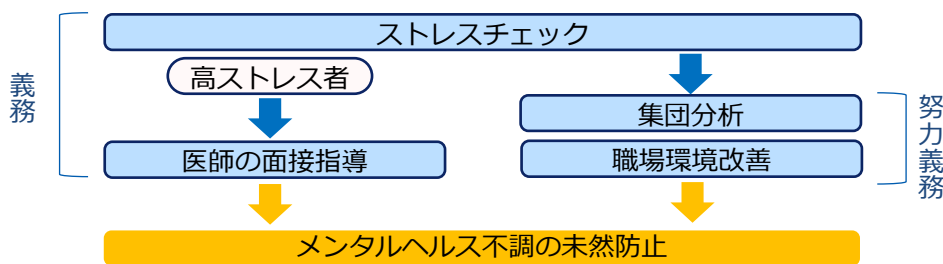 ストレスチェック
義務
高ストレス者
医師の面接指導
集団分析
職場環境改善
努力義務
メンタルヘルス不調の未然防止